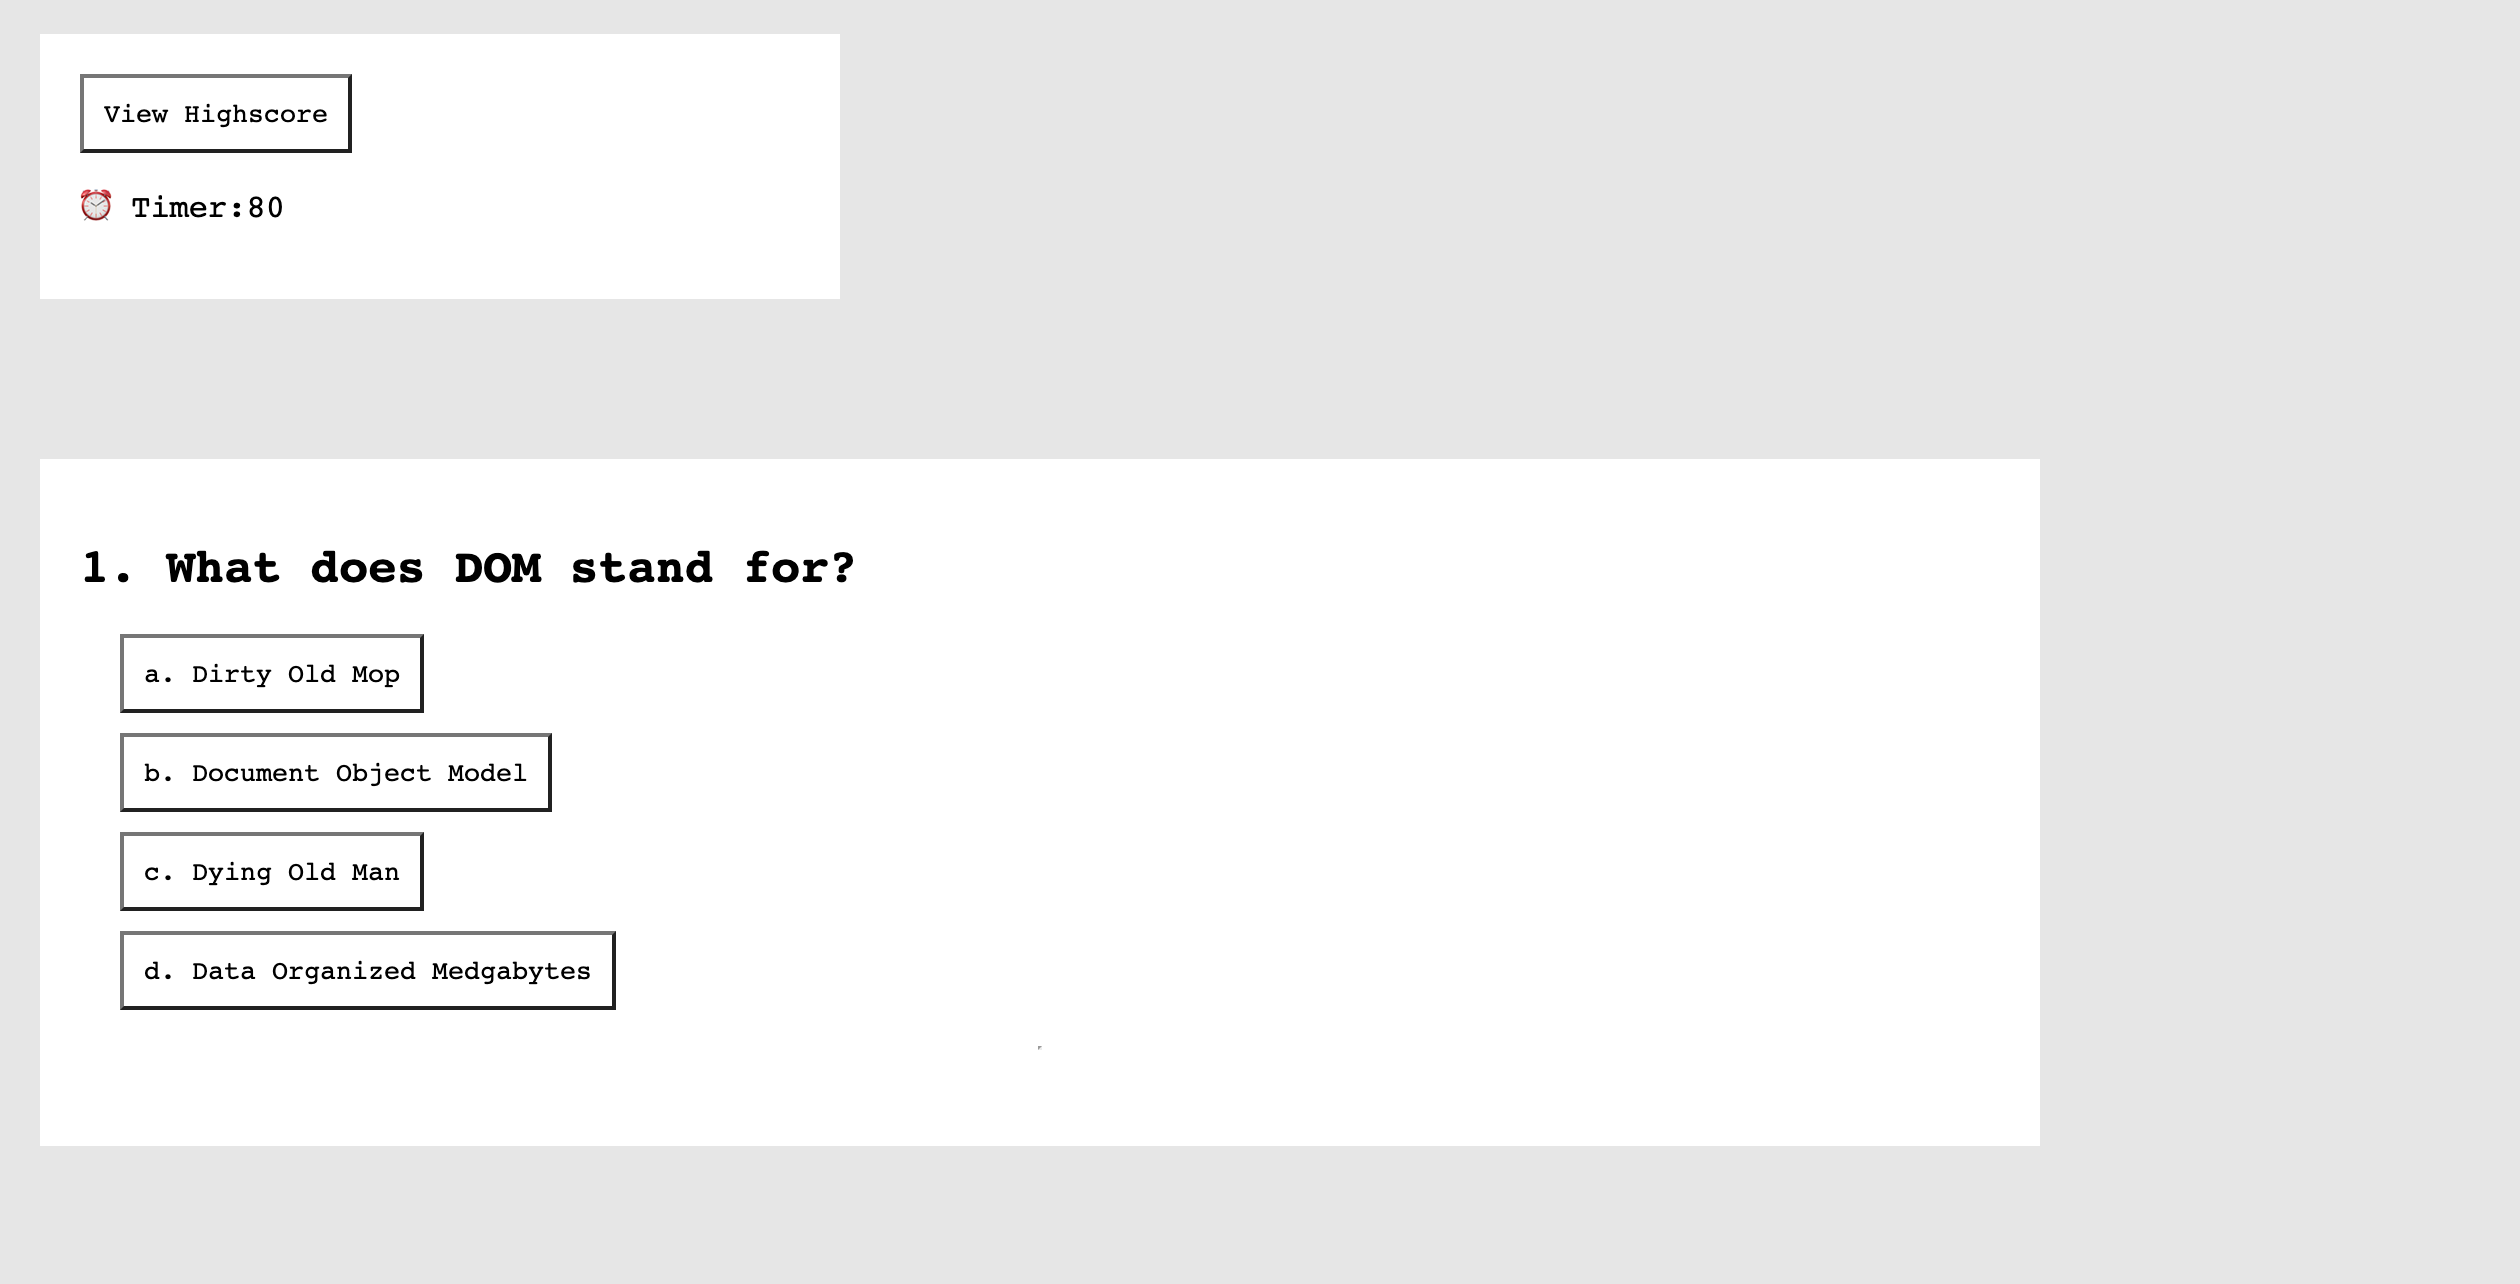 View Highscore
⏰ Timer:80
1. What does DOM stand for?
a. Dirty Old Mop
b. Document Object Model
c. Dying Old Man
d. Data Organized Medgabytes